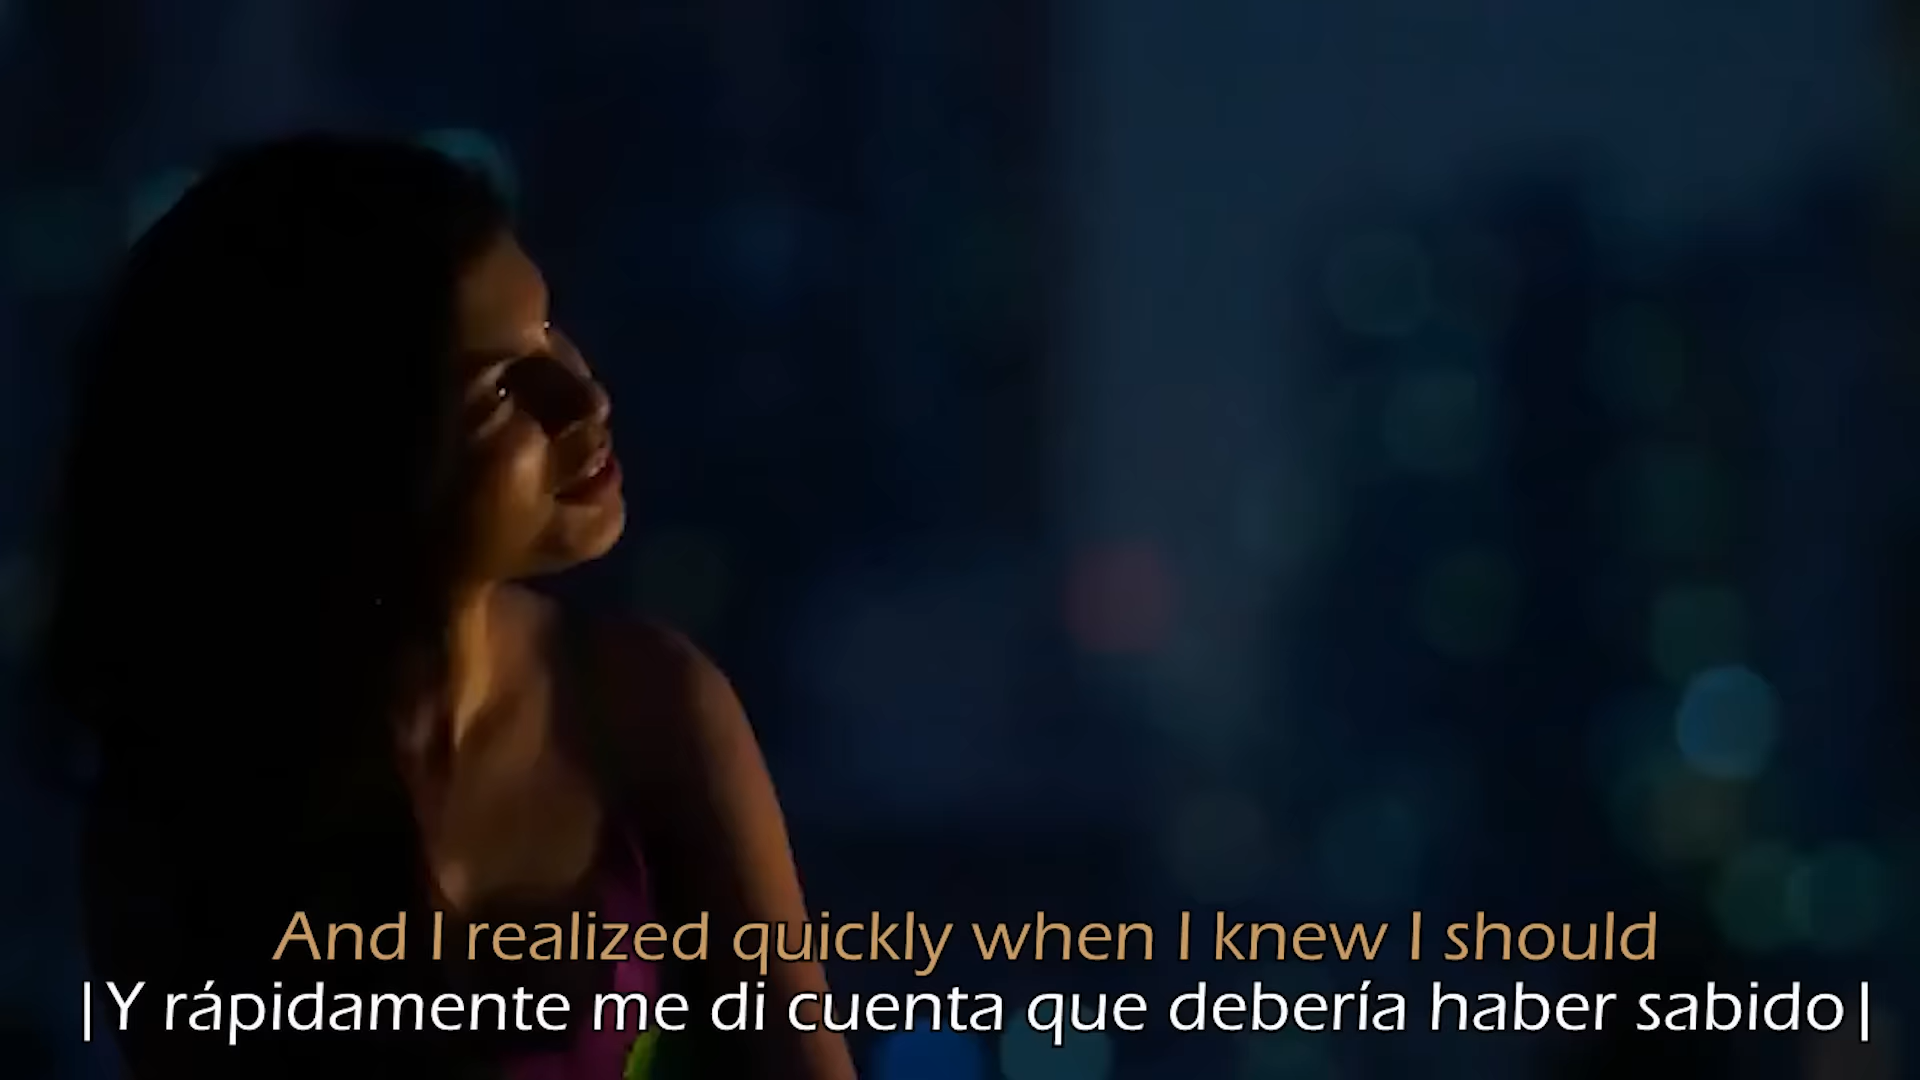 And I realized quickly when I knew I should
|Y rápidamente me di cuenta que debería haber sabido|